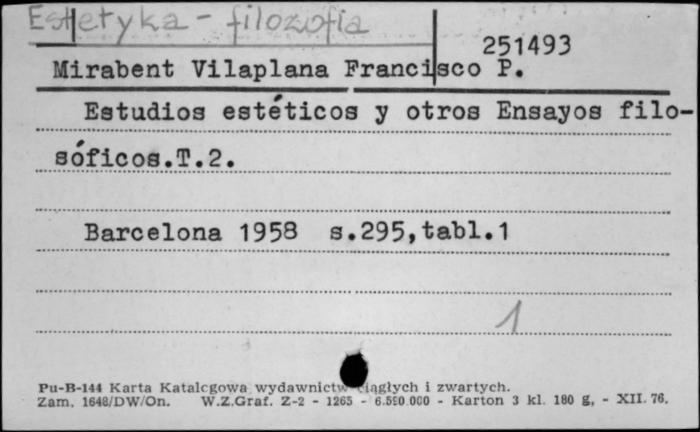 Estetyka - filozofia
251493
Mirabent Vilaplana Francisco P.
Estudios estéticos y otros Ensayos filo-
sóficos.T.2.
Barcelona 1958 s.295,tabl.1
1
Pu-B-144 Karta Katalcgowa wydawnictw ciągłych i zwartych.
Zam. 1648/DW/On. W.Z.Graf. Z-2 - 1265 - 6.550.000 - Karton 3 kl. 180 g. - XII. 76.